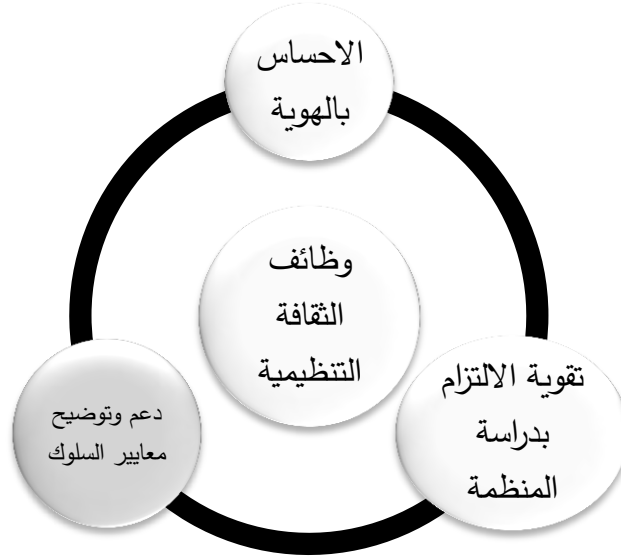 الاحساس
بالهوية
وظائف
الثقافة
التنظيمية
تقوية الالتزام
بدراسة
المنظمة
دعم وتوضيح
معايير السلوك